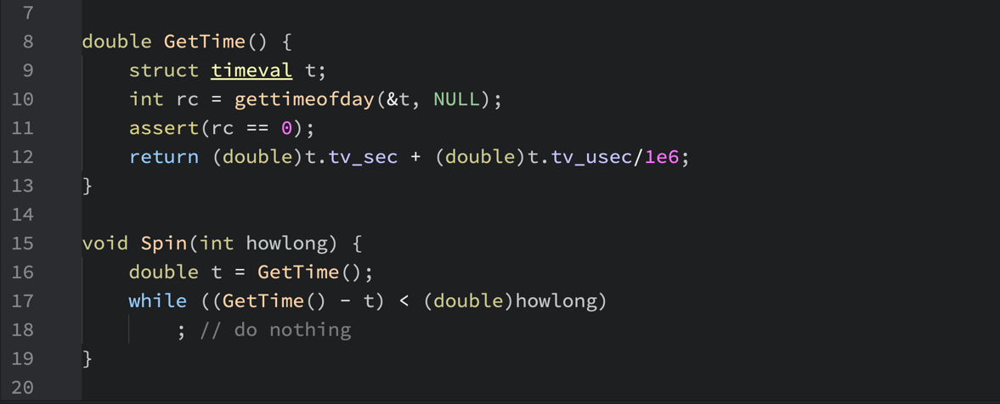 7
8 double GetTime() {
9     struct timeval t;
10     int rc = gettimeofday(&t, NULL);
11     assert(rc == 0);
12     return (double)t.tv_sec + (double)t.tv_usec/1e6;
13 }
14
15 void Spin(int howlong) {
16     double t = GetTime();
17     while ((GetTime() - t) < (double)howlong)
18         ; // do nothing
19 }
20